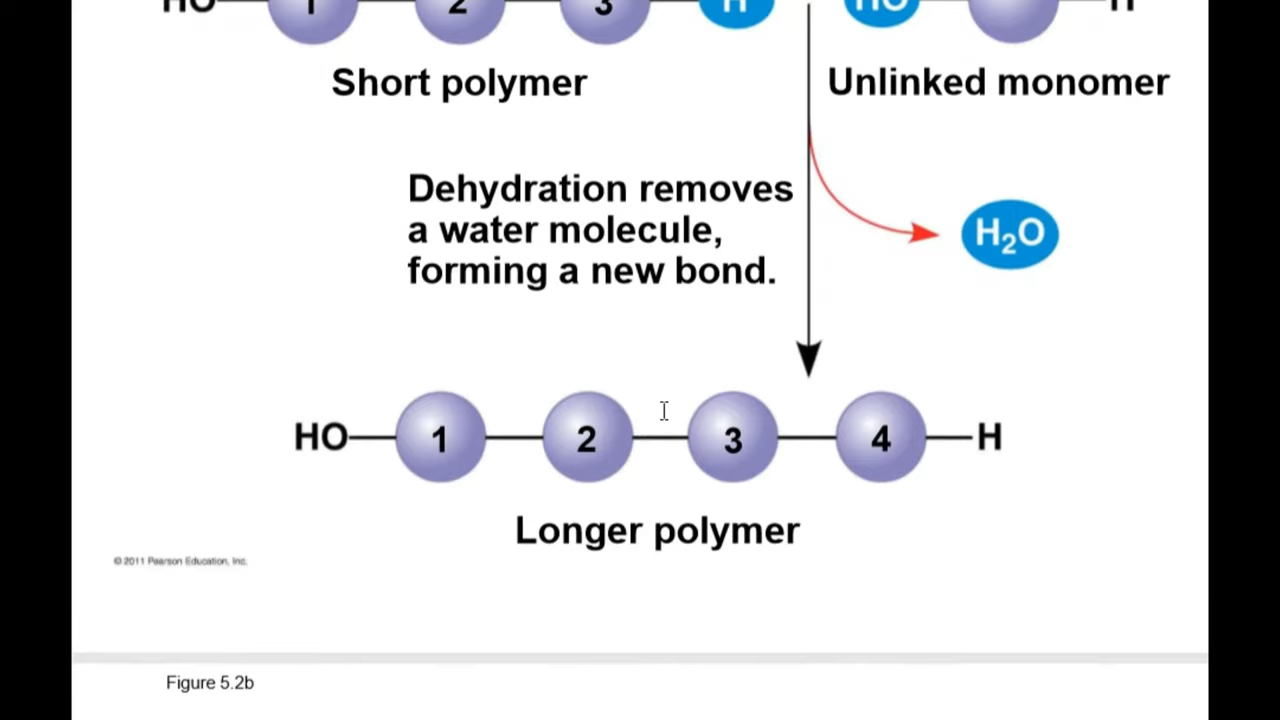 HO 1 2 3 H HO H
Short polymer Unlinked monomer
Dehydration removes
a water molecule,
forming a new bond.
H₂O
HO 1 2 3 4 H
Longer polymer
© 2011 Pearson Education, Inc.
Figure 5.2b